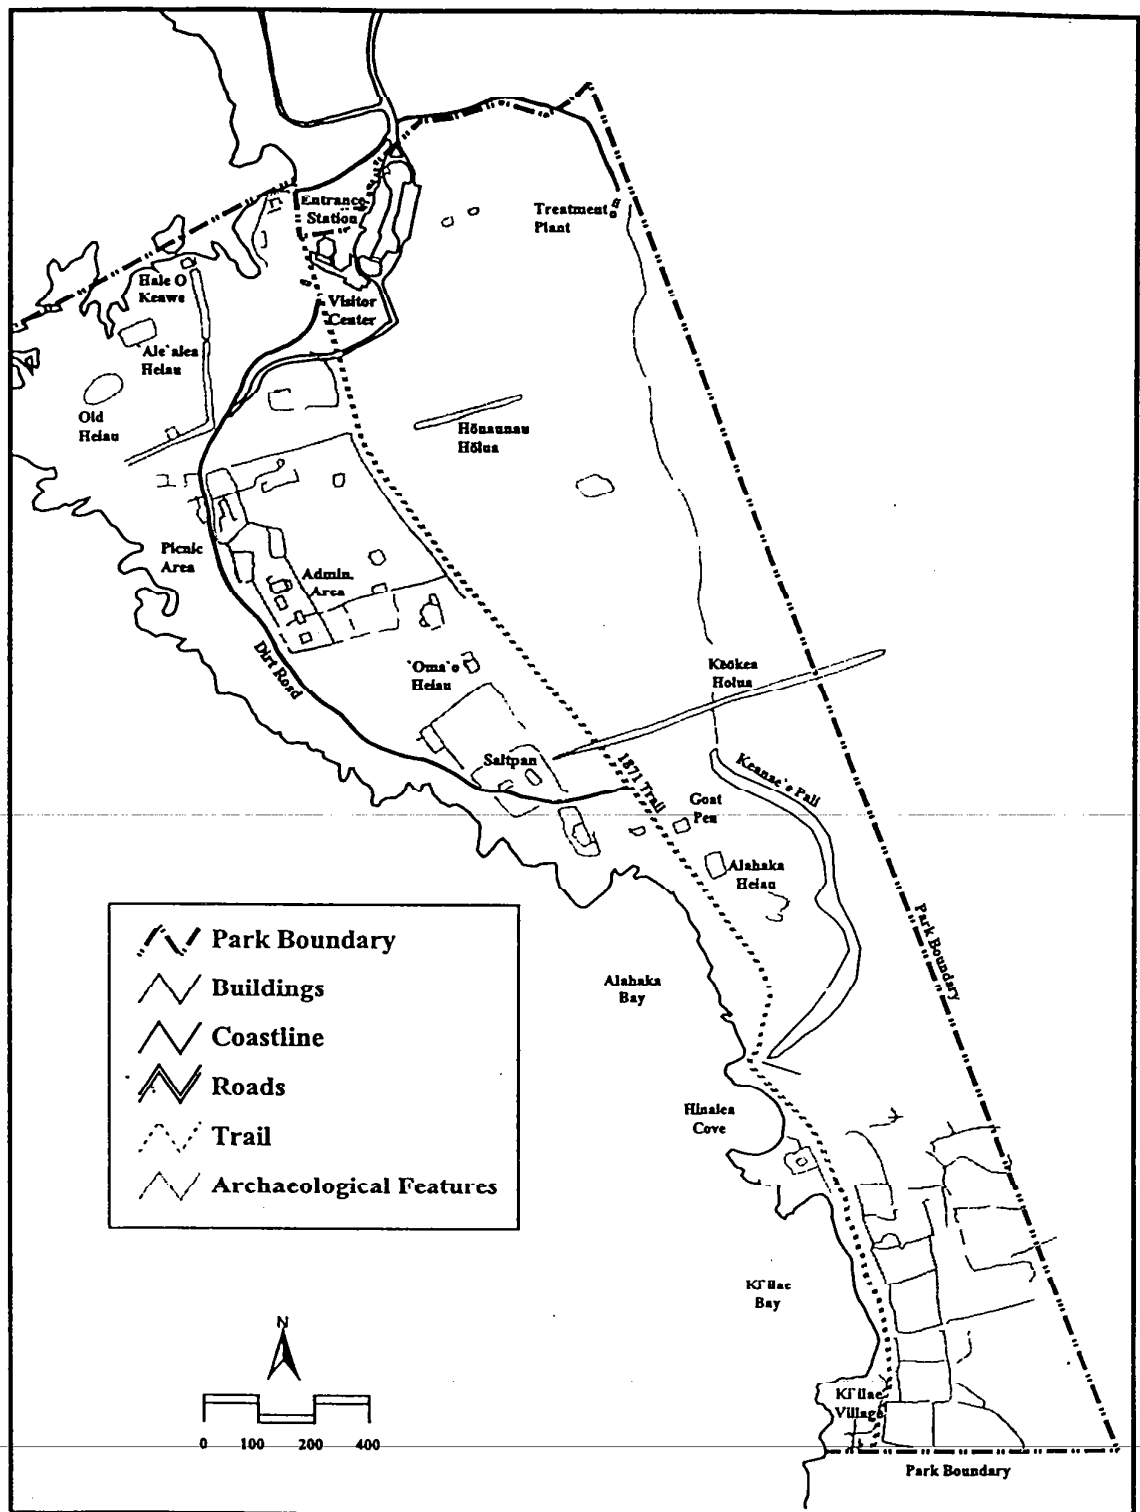 Entrance
Station
Treatment
Plant
Hale O
Keawe
Visitor
Center
'Ale'alea
Heiau
Old
Heiau
Hōnaunau
Hōlua
Picnic
Area
Admin.
Area
Dirt Road
'Oma'o
Heiau
Keōkea
Holua
Saltpan
1871 Trail
Keanae'e Pali
Goat
Pen
Alahaka
Heiau
Park Boundary
Alahaka
Bay
Park Boundary
Buildings
Coastline
Roads
Trail
Archaeological Features
Hinalea
Cove
Ki'ilae
Bay
N
0 100 200 400
Ki'ilae
Village
Park Boundary